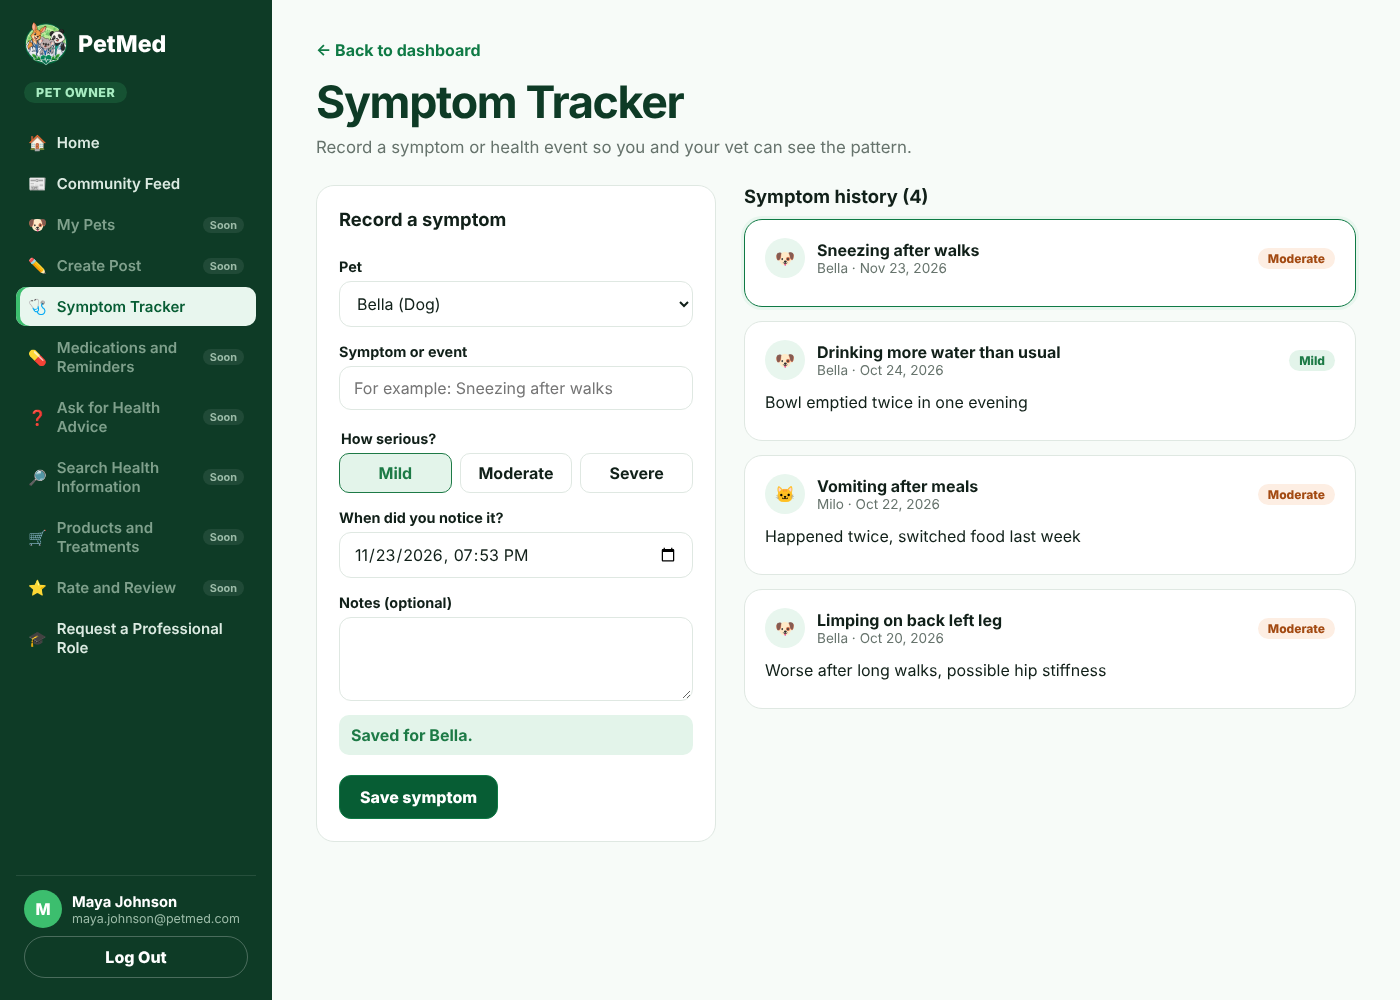 PetMed
PET OWNER
Home
Community Feed
My Pets Soon
Create Post Soon
Symptom Tracker
Medications and
Reminders
Soon
Ask for Health
Advice
Soon
Search Health
Information
Soon
Products and
Treatments
Soon
Rate and Review Soon
Request a Professional
Role
Maya Johnson
M
maya.johnson@petmed.com
Log Out
← Back to dashboard
Symptom Tracker
Record a symptom or health event so you and your vet can see the pattern.
Record a symptom
Pet
Bella (Dog)
Symptom or event
For example: Sneezing after walks
How serious?
Mild Moderate Severe
When did you notice it?
11/23/2026, 07:53 PM
Notes (optional)
Saved for Bella.
Save symptom
Symptom history (4)
Sneezing after walks
Bella · Nov 23, 2026
Moderate
Drinking more water than usual
Bella · Oct 24, 2026
Mild
Bowl emptied twice in one evening
Vomiting after meals
Milo · Oct 22, 2026
Moderate
Happened twice, switched food last week
Limping on back left leg
Bella · Oct 20, 2026
Moderate
Worse after long walks, possible hip stiffness